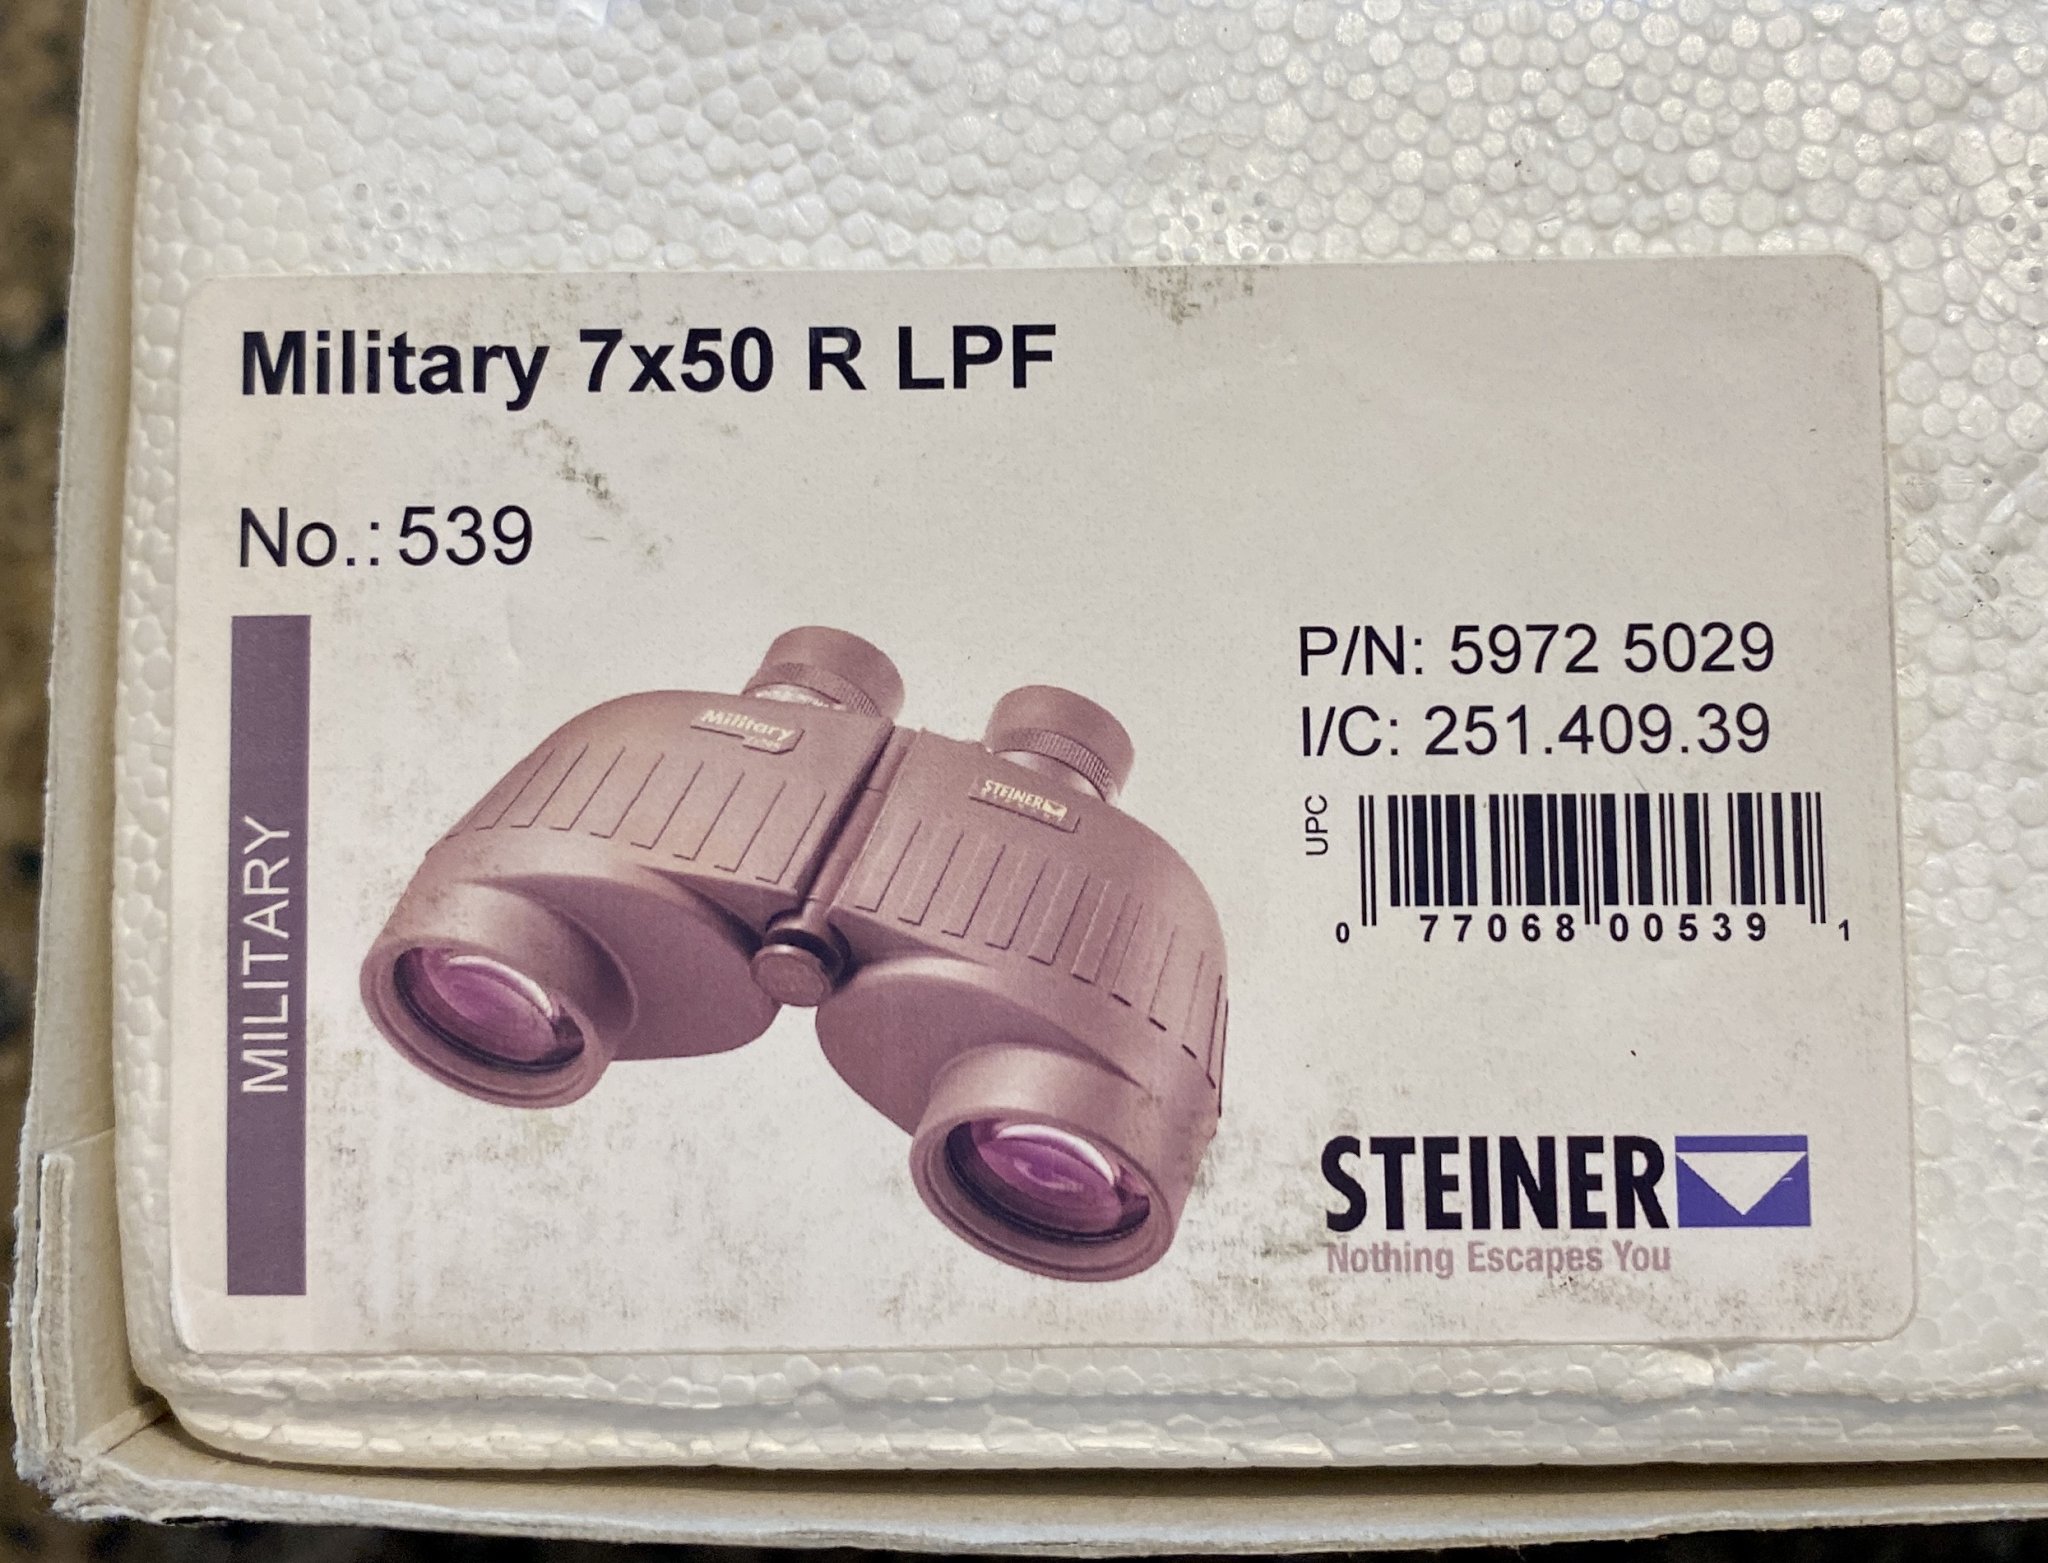 Military 7x50 R LPF
No.: 539
MILITARY
Military
STEINER
P/N: 5972 5029
I/C: 251.409.39
UPC
0 77068 00539 1
STEINER
Nothing Escapes You